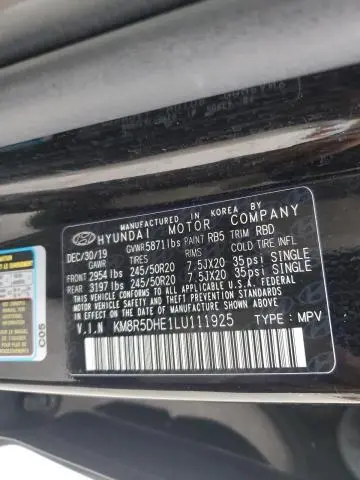 MANUFACTURED IN KOREA
HYUNDAI MOTOR COMPANY
GVWR5871lbs PAINT RB5 TRIM RBD
DEC/30/19
GAWR TIRES RIMS COLD TIRE INFL.
FRONT 2954 lbs 245/50R20 7.5JX20 35psi SINGLE
REAR 3197 lbs 245/50R20 7.5JX20 35psi SINGLE
THIS VEHICLE CONFORMS TO ALL APPLICABLE U.S.A. FEDERAL
MOTOR VEHICLE SAFETY, BUMPER, AND THEFT PREVENTION
STANDARDS IN EFFECT ON THE DATE OF MANUFACTURE
SHOWN ABOVE.
V.I.N KM8R5DHE1LU111925 TYPE : MPV
C05